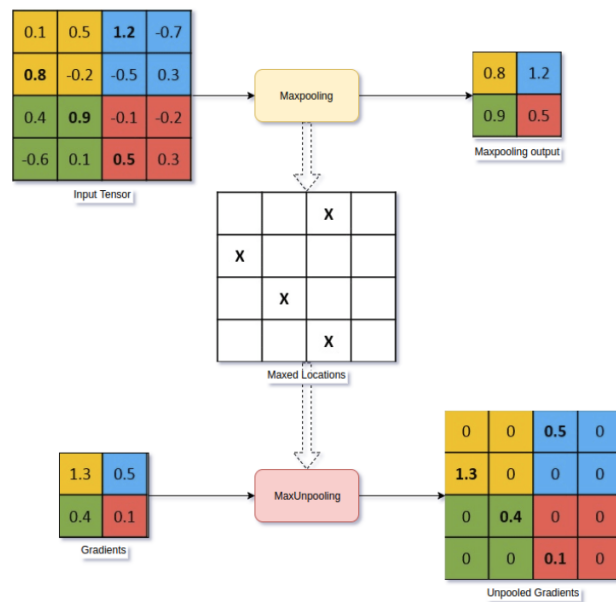 0.1 0.5 1.2 -0.7
0.8 -0.2 -0.5 0.3
0.4 0.9 -0.1 -0.2
-0.6 0.1 0.5 0.3
Input Tensor
Maxpooling
0.8 1.2
0.9 0.5
Maxpooling output
X
X
X
X
Maxed Locations
1.3 0.5
0.4 0.1
Gradients
MaxUnpooling
0 0 0.5 0
1.3 0 0 0
0 0.4 0 0
0 0 0.1 0
Unpooled Gradients